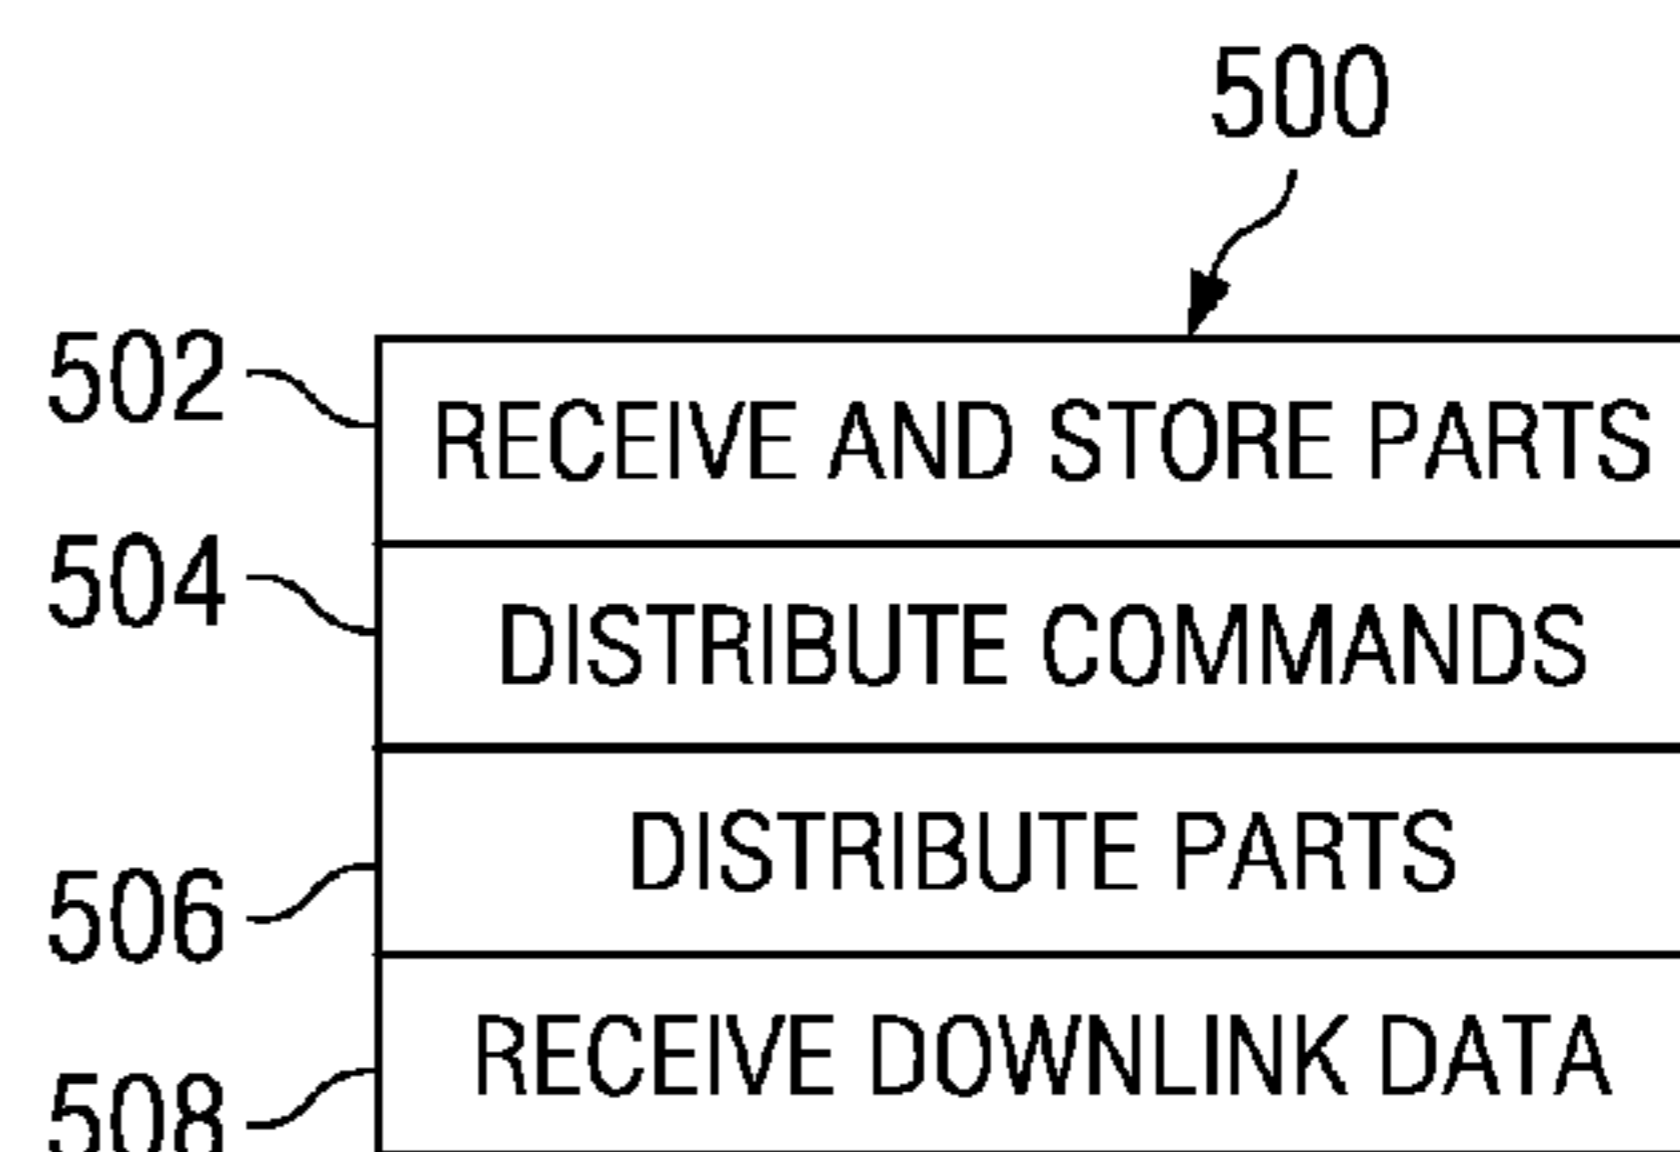 500
502 RECEIVE AND STORE PARTS
504 DISTRIBUTE COMMANDS
506 DISTRIBUTE PARTS
508 RECEIVE DOWNLINK DATA